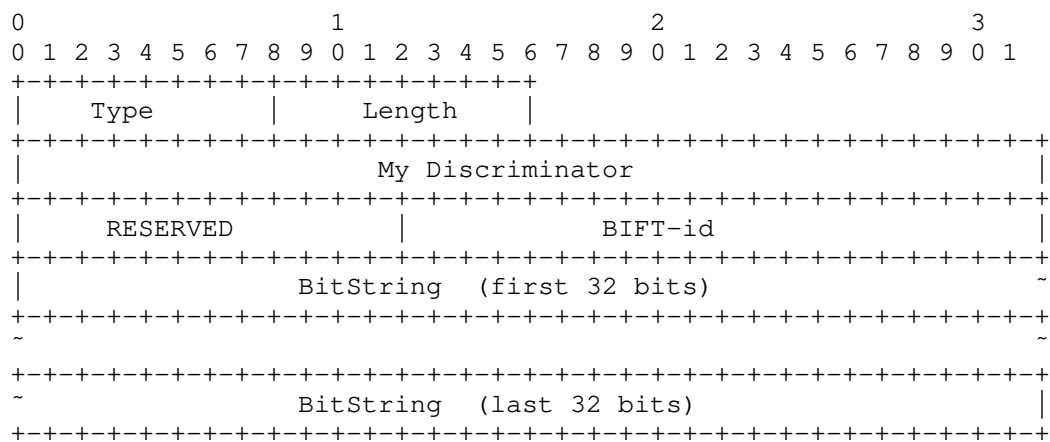 0                   1                   2                   3
0 1 2 3 4 5 6 7 8 9 0 1 2 3 4 5 6 7 8 9 0 1 2 3 4 5 6 7 8 9 0 1
+-+-+-+-+-+-+-+-+-+-+-+-+-+-+-+-+
|    Type       |     Length    |
+-+-+-+-+-+-+-+-+-+-+-+-+-+-+-+-+-+-+-+-+-+-+-+-+-+-+-+-+-+-+-+-+
|                      My Discriminator                         |
+-+-+-+-+-+-+-+-+-+-+-+-+-+-+-+-+-+-+-+-+-+-+-+-+-+-+-+-+-+-+-+-+
|     RESERVED          |            BIFT-id                    |
+-+-+-+-+-+-+-+-+-+-+-+-+-+-+-+-+-+-+-+-+-+-+-+-+-+-+-+-+-+-+-+-+
|                 BitString  (first 32 bits)                    ~
+-+-+-+-+-+-+-+-+-+-+-+-+-+-+-+-+-+-+-+-+-+-+-+-+-+-+-+-+-+-+-+-+
~                                                               ~
+-+-+-+-+-+-+-+-+-+-+-+-+-+-+-+-+-+-+-+-+-+-+-+-+-+-+-+-+-+-+-+-+
~                 BitString  (last 32 bits)                     |
+-+-+-+-+-+-+-+-+-+-+-+-+-+-+-+-+-+-+-+-+-+-+-+-+-+-+-+-+-+-+-+-+